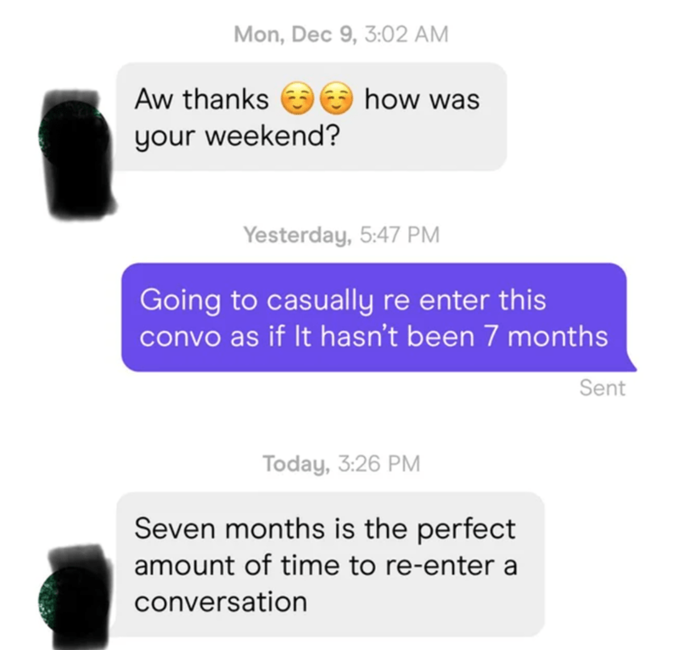 Mon, Dec 9, 3:02 AM
Aw thanks ☺️☺️ how was
your weekend?
Yesterday, 5:47 PM
Going to casually re enter this
convo as if It hasn't been 7 months
Sent
Today, 3:26 PM
Seven months is the perfect
amount of time to re-enter a
conversation